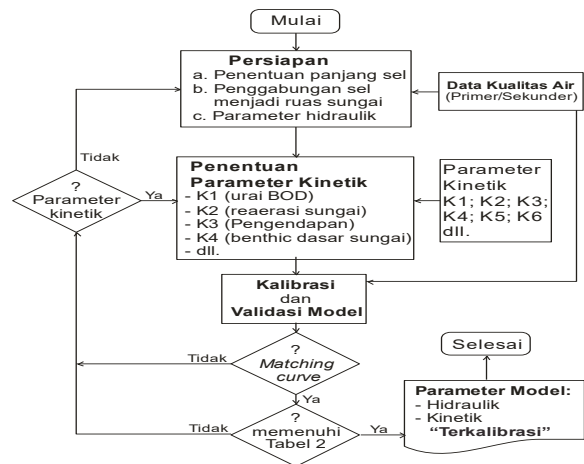 Mulai
Persiapan
a. Penentuan panjang sel
b. Penggabungan sel
menjadi ruas sungai
c. Parameter hidraulik
Data Kualitas Air
(Primer/Sekunder)
Tidak
?
Parameter
kinetik
Ya
Penentuan
Parameter Kinetik
- K1 (urai BOD)
- K2 (reaerasi sungai)
- K3 (Pengendapan)
- K4 (benthic dasar sungai)
- dll.
Parameter
Kinetik
K1; K2; K3;
K4; K5; K6
dll.
Kalibrasi
dan
Validasi Model
Tidak
?
Matching
curve
Ya
Tidak
?
memenuhi
Tabel 2
Ya
Selesai
Parameter Model:
- Hidraulik
- Kinetik
“Terkalibrasi”